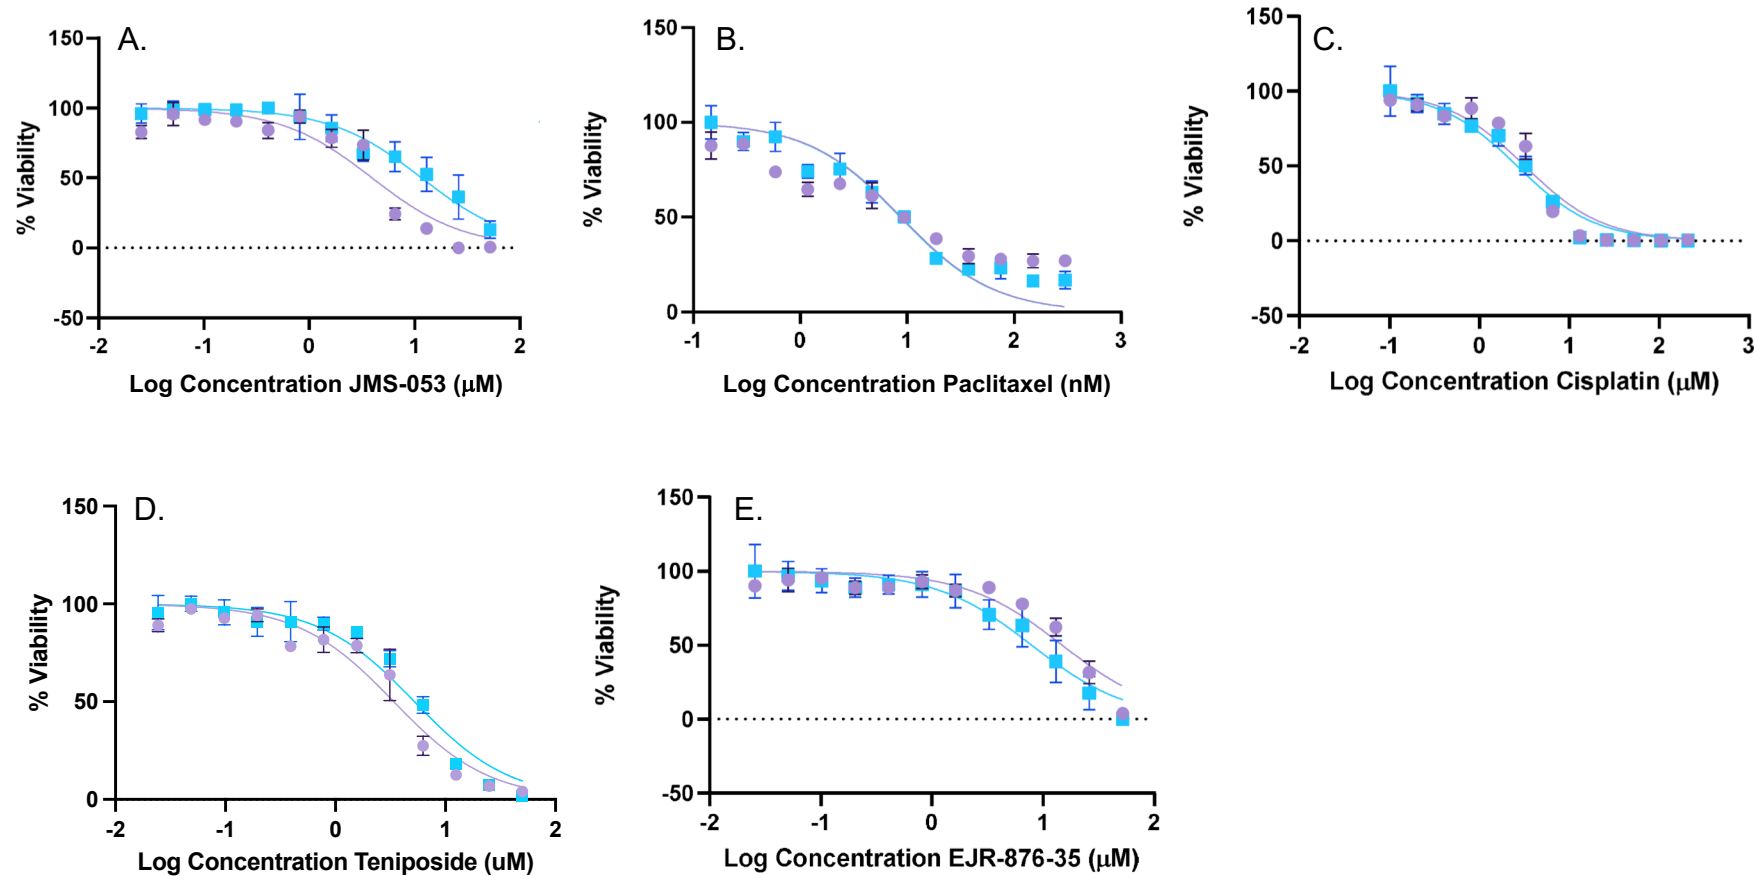 A.
150
100
50
0
-50
% Viability
-2 -1 0 1 2
Log Concentration JMS-053 (μM)
B.
150
100
50
0
% Viability
-1 0 1 2 3
Log Concentration Paclitaxel (nM)
C.
150
100
50
0
-50
% Viability
-2 -1 0 1 2 3
Log Concentration Cisplatin (μM)
D.
150
100
50
0
% Viability
-2 -1 0 1 2
Log Concentration Teniposide (uM)
E.
150
100
50
0
-50
% Viability
-2 -1 0 1 2
Log Concentration EJR-876-35 (μM)